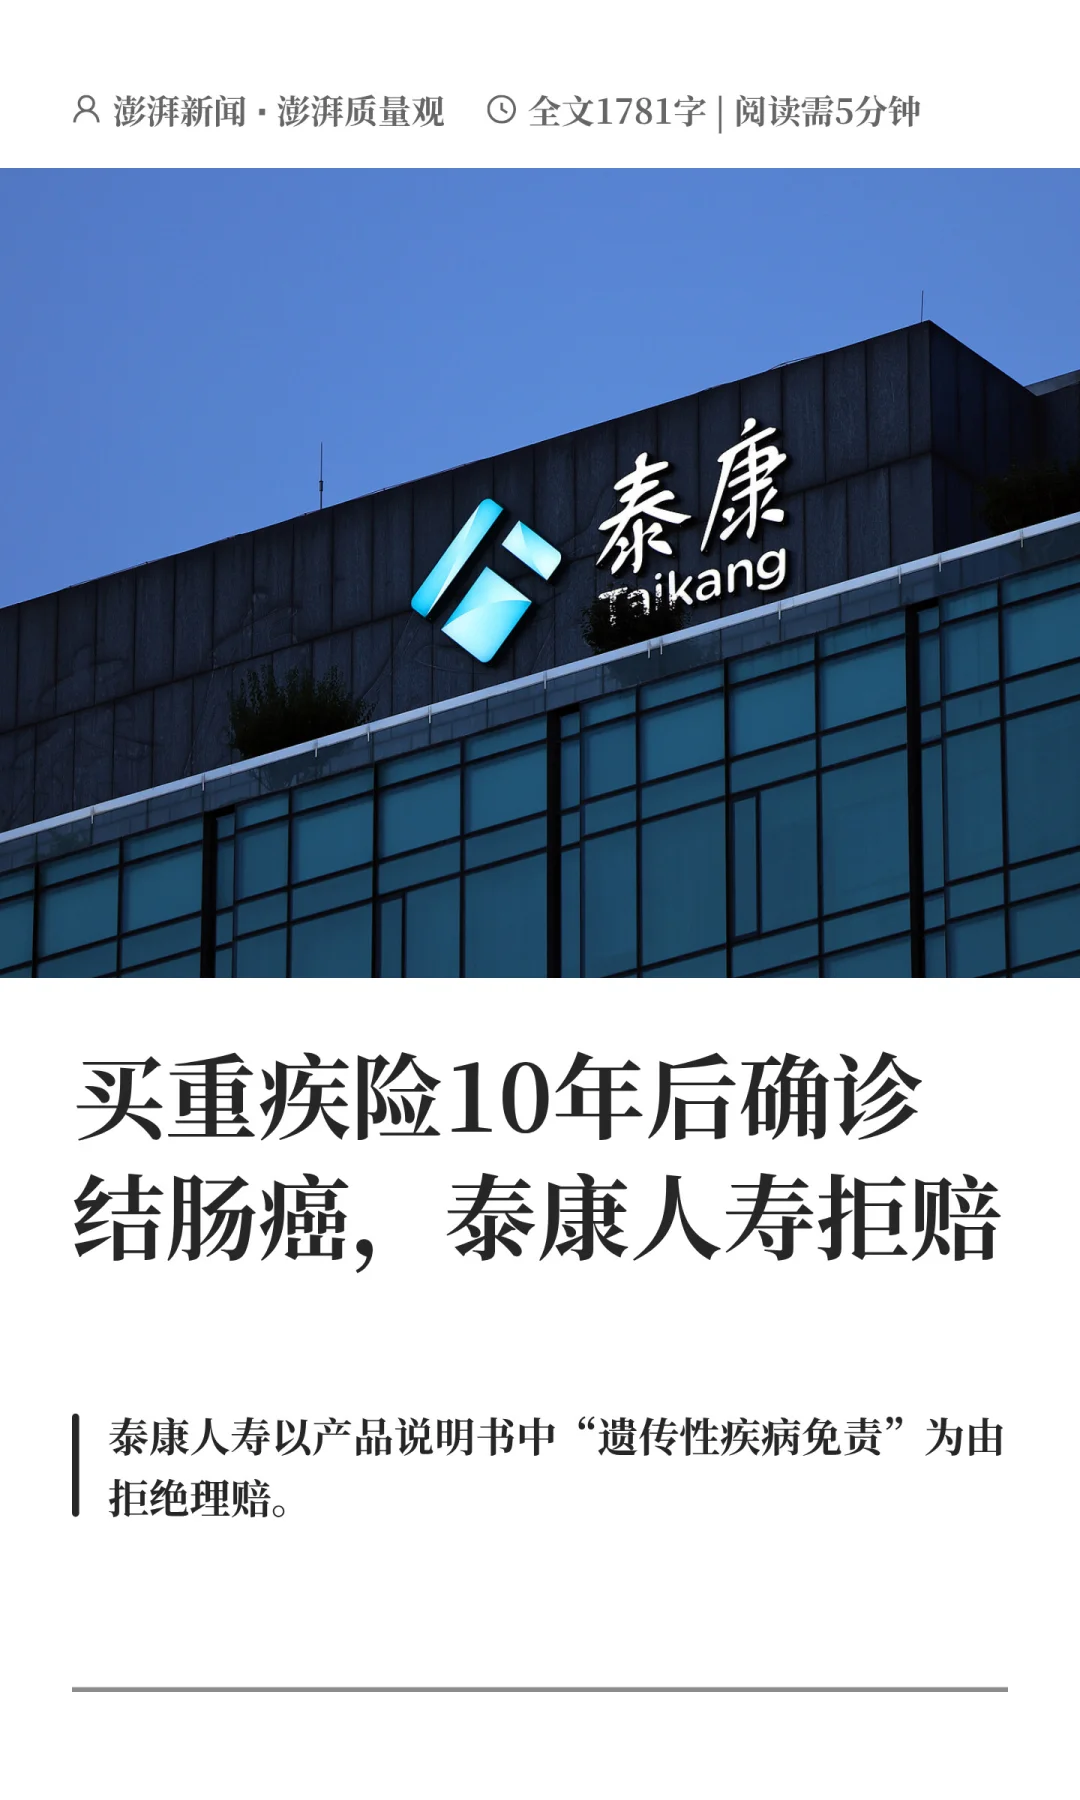 澎湃新闻·澎湃质量观 全文1781字 | 阅读需5分钟
泰康
Taikang
买重疾险10年后确诊
结肠癌，泰康人寿拒赔
泰康人寿以产品说明书中“遗传性疾病免责”为由
拒绝理赔。